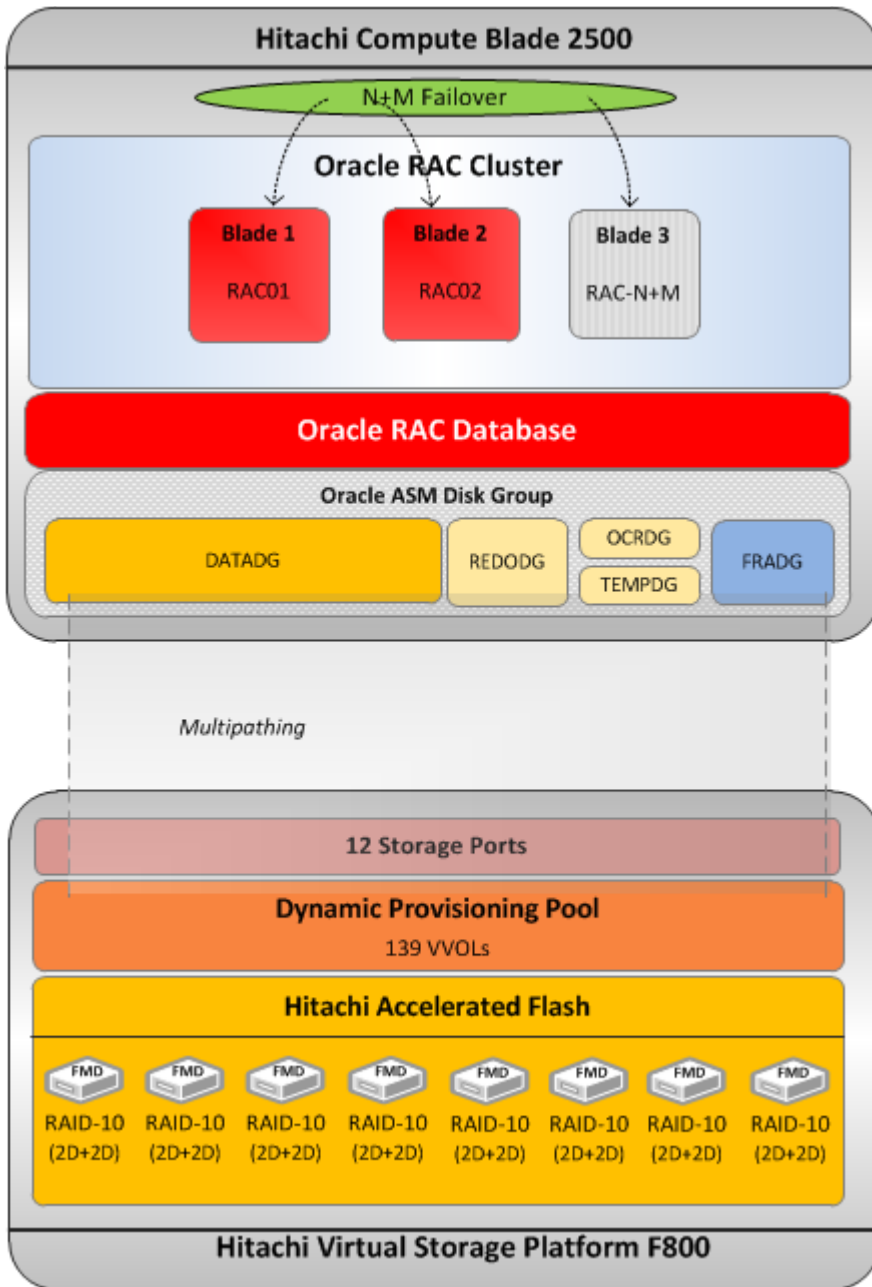 Hitachi Compute Blade 2500
N+M Failover
Oracle RAC Cluster
Blade 1
RAC01
Blade 2
RAC02
Blade 3
RAC-N+M
Oracle RAC Database
Oracle ASM Disk Group
DATADG
REDODG
OCRDG
TEMPDG
FRADG
Multipathing
12 Storage Ports
Dynamic Provisioning Pool
139 VVOLs
Hitachi Accelerated Flash
FMD FMD FMD FMD FMD FMD FMD FMD
RAID-10 RAID-10 RAID-10 RAID-10 RAID-10 RAID-10 RAID-10 RAID-10
(2D+2D) (2D+2D) (2D+2D) (2D+2D) (2D+2D) (2D+2D) (2D+2D) (2D+2D)
Hitachi Virtual Storage Platform F800